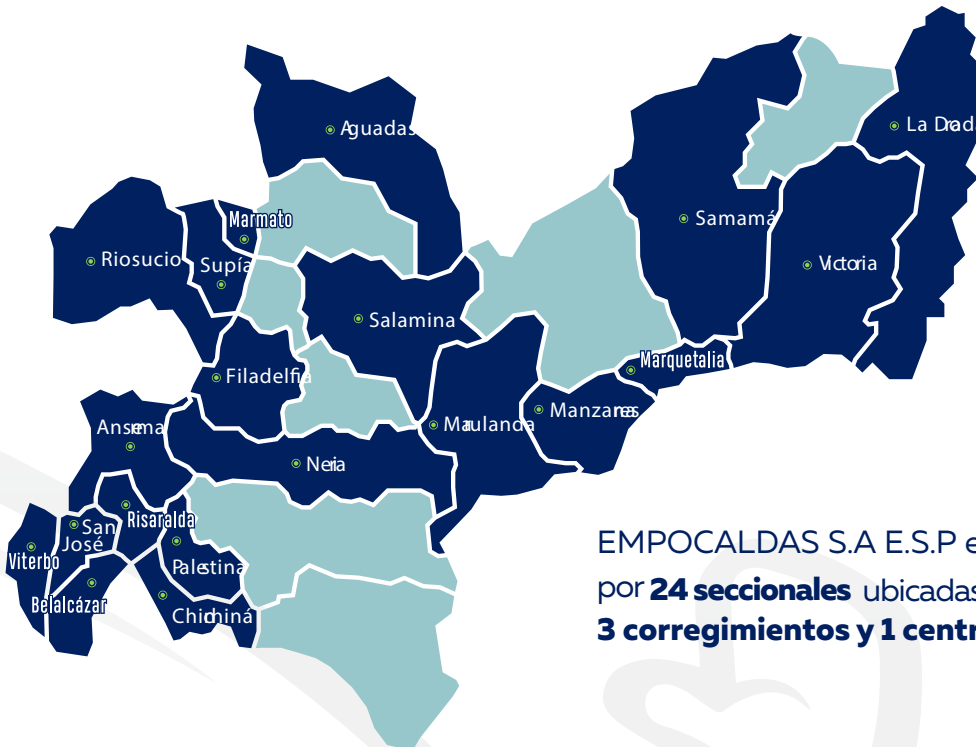 Aguadas
La Dorada
Marmato
Samamá
Riosucio
Supía
Victoria
Salamina
Marquetalia
Filadelfia
Manzanares
Anserma
Marulanda
Neira
Risaralda
San
José
Viterbo
Palestina
Belalcázar
Chinchiná
EMPOCALDAS S.A E.S.P e
por 24 seccionales ubicadas
3 corregimientos y 1 centr